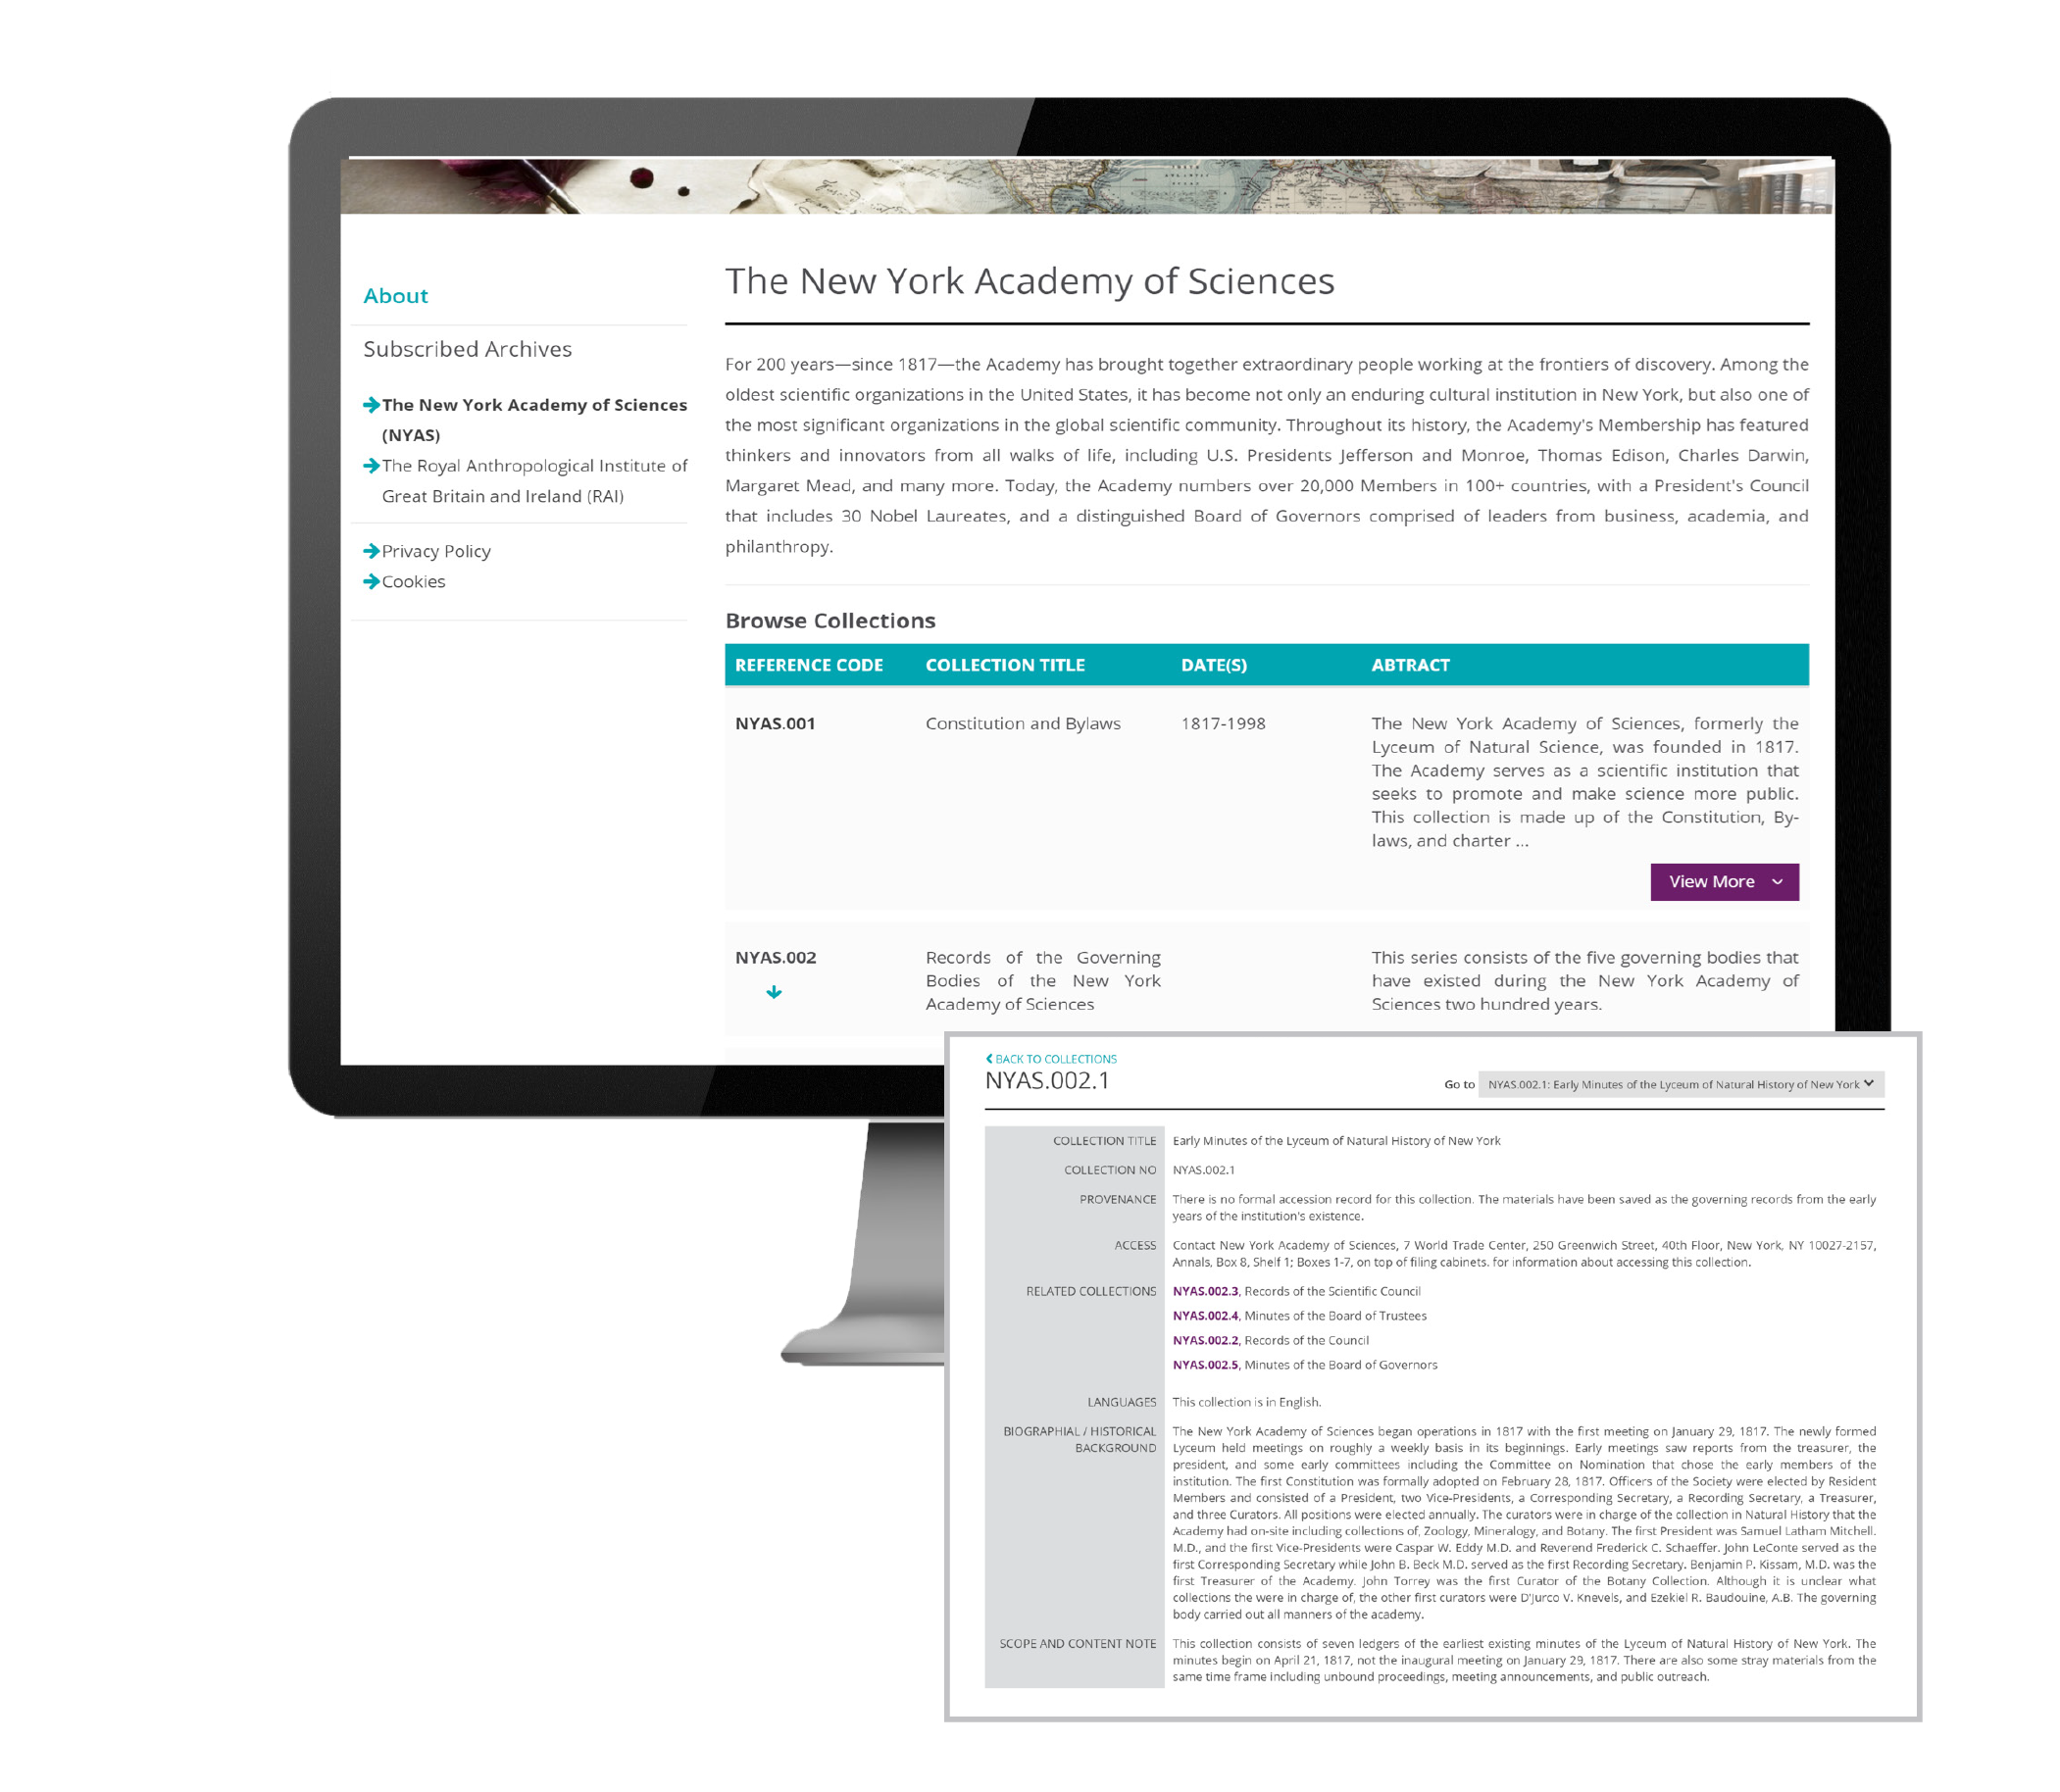 About
Subscribed Archives
The New York Academy of Sciences
(NYAS)
The Royal Anthropological Institute of
Great Britain and Ireland (RAI)
Privacy Policy
Cookies
The New York Academy of Sciences
For 200 years—since 1817—the Academy has brought together extraordinary people working at the frontiers of discovery. Among the
oldest scientific organizations in the United States, it has become not only an enduring cultural institution in New York, but also one of
the most significant organizations in the global scientific community. Throughout its history, the Academy's Membership has featured
thinkers and innovators from all walks of life, including U.S. Presidents Jefferson and Monroe, Thomas Edison, Charles Darwin,
Margaret Mead, and many more. Today, the Academy numbers over 20,000 Members in 100+ countries, with a President's Council
that includes 30 Nobel Laureates, and a distinguished Board of Governors comprised of leaders from business, academia, and
philanthropy.
Browse Collections
REFERENCE CODE COLLECTION TITLE DATE(S) ABTRACT
NYAS.001 Constitution and Bylaws 1817-1998 The New York Academy of Sciences, formerly the
Lyceum of Natural Science, was founded in 1817.
The Academy serves as a scientific institution that
seeks to promote and make science more public.
This collection is made up of the Constitution, By-
laws, and charter ...
View More
NYAS.002 Records of the Governing This series consists of the five governing bodies that
Bodies of the New York have existed during the New York Academy of
Academy of Sciences Sciences two hundred years.
BACK TO COLLECTIONS
NYAS.002.1
Go to NYAS.002.1: Early Minutes of the Lyceum of Natural History of New York
COLLECTION TITLE Early Minutes of the Lyceum of Natural History of New York
COLLECTION NO NYAS.002.1
PROVENANCE There is no formal accession record for this collection. The materials have been saved as the governing records from the early
years of the institution's existence.
ACCESS Contact New York Academy of Sciences, 7 World Trade Center, 250 Greenwich Street, 40th Floor, New York, NY 10027-2157,
Annals, Box 8, Shelf 1; Boxes 1-7, on top of filing cabinets. for information about accessing this collection.
RELATED COLLECTIONS NYAS.002.3, Records of the Scientific Council
NYAS.002.4, Minutes of the Board of Trustees
NYAS.002.2, Records of the Council
NYAS.002.5, Minutes of the Board of Governors
LANGUAGES This collection is in English.
BIOGRAPHIAL / HISTORICAL The New York Academy of Sciences began operations in 1817 with the first meeting on January 29, 1817. The newly formed
BACKGROUND Lyceum held meetings on roughly a weekly basis in its beginnings. Early meetings saw reports from the treasurer, the
president, and some early committees including the Committee on Nomination that chose the early members of the
institution. The first Constitution was formally adopted on February 28, 1817. Officers of the Society were elected by Resident
Members and consisted of a President, two Vice-Presidents, a Corresponding Secretary, a Recording Secretary, a Treasurer,
and three Curators. All positions were elected annually. The curators were in charge of the collection in Natural History that the
Academy had on-site including collections of, Zoology, Mineralogy, and Botany. The first President was Samuel Latham Mitchell.
M.D., and the first Vice-Presidents were Caspar W. Eddy M.D. and Reverend Frederick C. Schaeffer. John LeConte served as the
first Corresponding Secretary while John B. Beck M.D. served as the first Recording Secretary. Benjamin P. Kissam, M.D. was the
first Treasurer of the Academy. John Torrey was the first Curator of the Botany Collection. Although it is unclear what
collections the were in charge of, the other first curators were D'Jurco V. Knevels, and Ezekiel R. Baudouine, A.B. The governing
body carried out all manners of the academy.
SCOPE AND CONTENT NOTE This collection consists of seven ledgers of the earliest existing minutes of the Lyceum of Natural History of New York. The
minutes begin on April 21, 1817, not the inaugural meeting on January 29, 1817. There are also some stray materials from the
same time frame including unbound proceedings, meeting announcements, and public outreach.